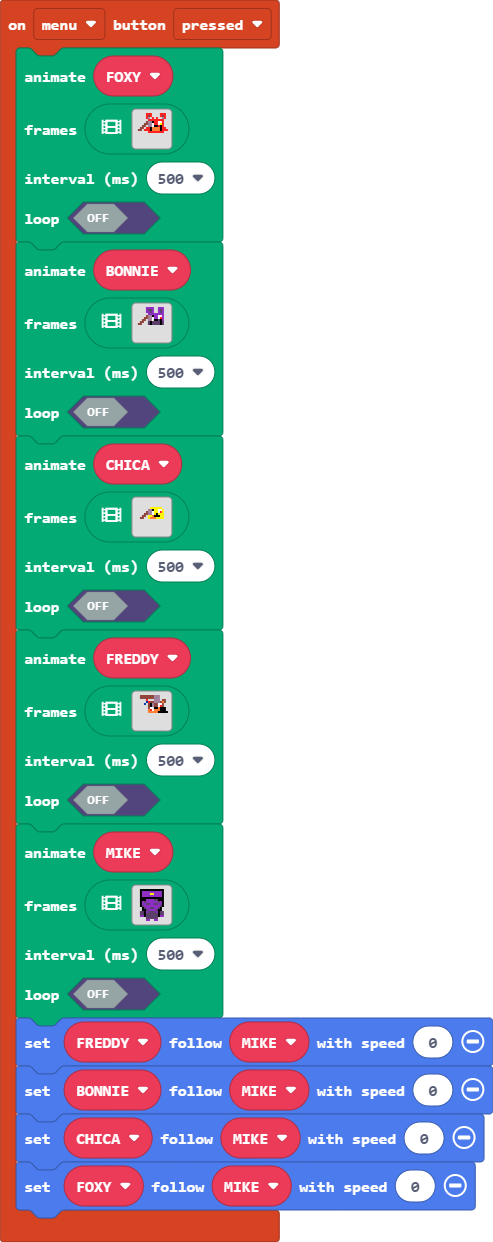 on menu button pressed
animate FOXY
frames
interval (ms) 500
loop OFF
animate BONNIE
frames
interval (ms) 500
loop OFF
animate CHICA
frames
interval (ms) 500
loop OFF
animate FREDDY
frames
interval (ms) 500
loop OFF
animate MIKE
frames
interval (ms) 500
loop OFF
set FREDDY follow MIKE with speed 0
set BONNIE follow MIKE with speed 0
set CHICA follow MIKE with speed 0
set FOXY follow MIKE with speed 0